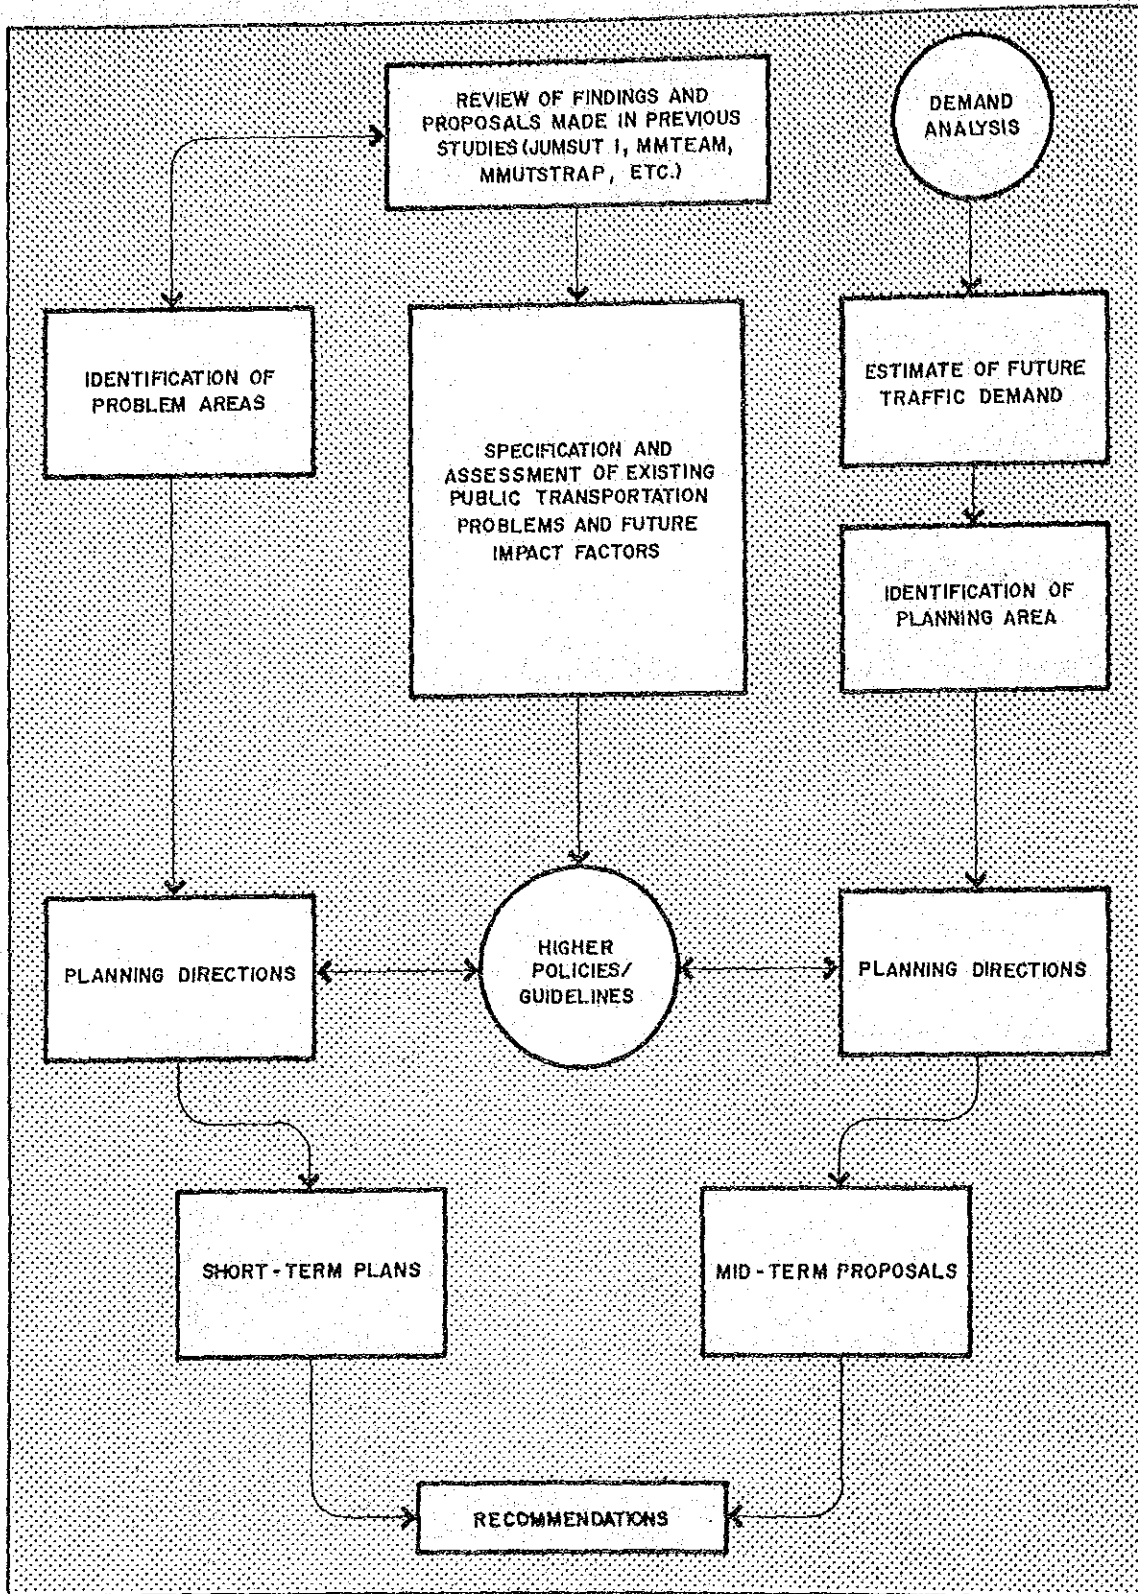 REVIEW OF FINDINGS AND
PROPOSALS MADE IN PREVIOUS
STUDIES (JUMSUT I, MMTEAM,
MMUTSTRAP, ETC.)
DEMAND
ANALYSIS
IDENTIFICATION OF
PROBLEM AREAS
SPECIFICATION AND
ASSESSMENT OF EXISTING
PUBLIC TRANSPORTATION
PROBLEMS AND FUTURE
IMPACT FACTORS
ESTIMATE OF FUTURE
TRAFFIC DEMAND
IDENTIFICATION OF
PLANNING AREA
PLANNING DIRECTIONS
HIGHER
POLICIES/
GUIDELINES
PLANNING DIRECTIONS
SHORT-TERM PLANS
MID-TERM PROPOSALS
RECOMMENDATIONS